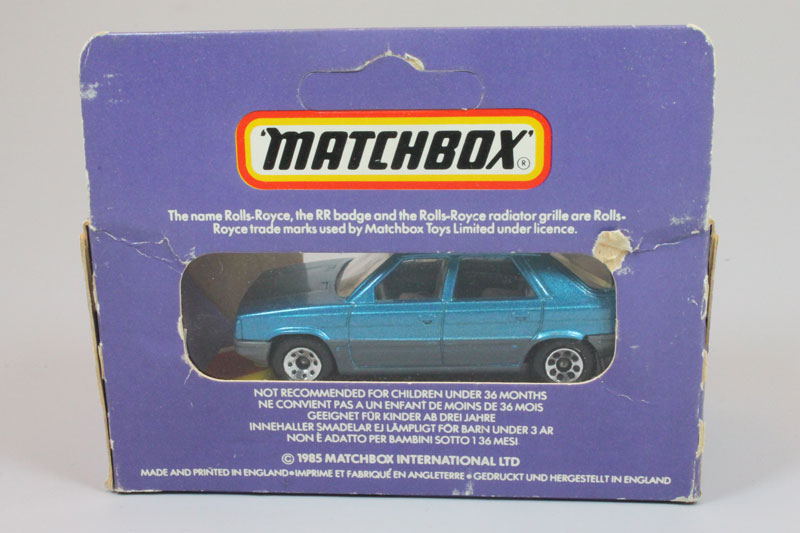 'MATCHBOX'®
The name Rolls-Royce, the RR badge and the Rolls-Royce radiator grille are Rolls-
Royce trade marks used by Matchbox Toys Limited under licence.
NOT RECOMMENDED FOR CHILDREN UNDER 36 MONTHS
NE CONVIENT PAS A UN ENFANT DE MOINS DE 36 MOIS
GEEIGNET FÜR KINDER AB DREI JAHRE
INNEHALLER SMADELAR EJ LÄMPLIGT FÖR BARN UNDER 3 AR
NON È ADATTO PER BAMBINI SOTTO I 36 MESI
© 1985 MATCHBOX INTERNATIONAL LTD
MADE AND PRINTED IN ENGLAND•IMPRIME ET FABRIQUÉ EN ANGLETERRE•GEDRUCKT UND HERGESTELLT IN ENGLAND